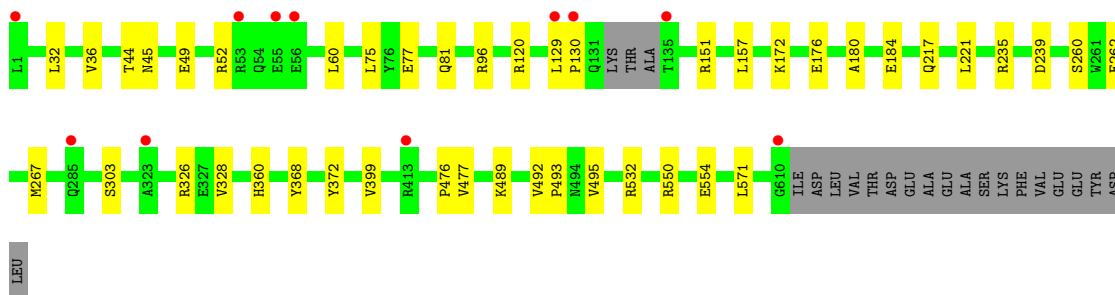 L1 L32 V36 T44 N45 E49 R52 R53 Q54 E55 E56 L60 L75 Y76 E77 Q81 R96 R120 L129 P130 Q131 LYS THR ALA T135 R151 L157 K172 E176 A180 E184 Q217 L221 R235 D239 S260 W261
M267 Q285 S303 A323 R326 E327 V328 H360 Y368 Y372 V399 R413 P476 V477 K489 V492 P493 N494 V495 R532 R550 E554 L571 G610 ILE ASP LEU VAL THR ASP GLU ALA GLU ALA SER LYS PHE VAL GLU GLU TYR ASP
LEU